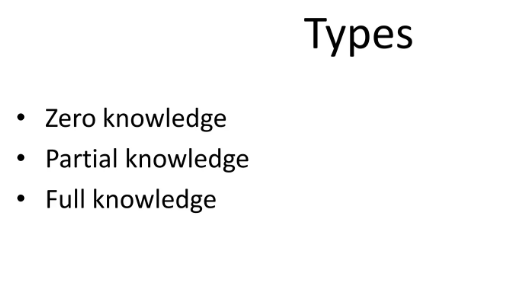 Types
• Zero knowledge
• Partial knowledge
• Full knowledge